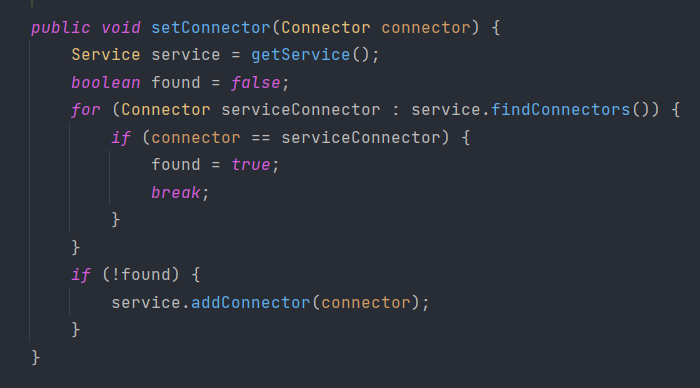 public void setConnector(Connector connector) {
    Service service = getService();
    boolean found = false;
    for (Connector serviceConnector : service.findConnectors()) {
        if (connector == serviceConnector) {
            found = true;
            break;
        }
    }
    if (!found) {
        service.addConnector(connector);
    }
}